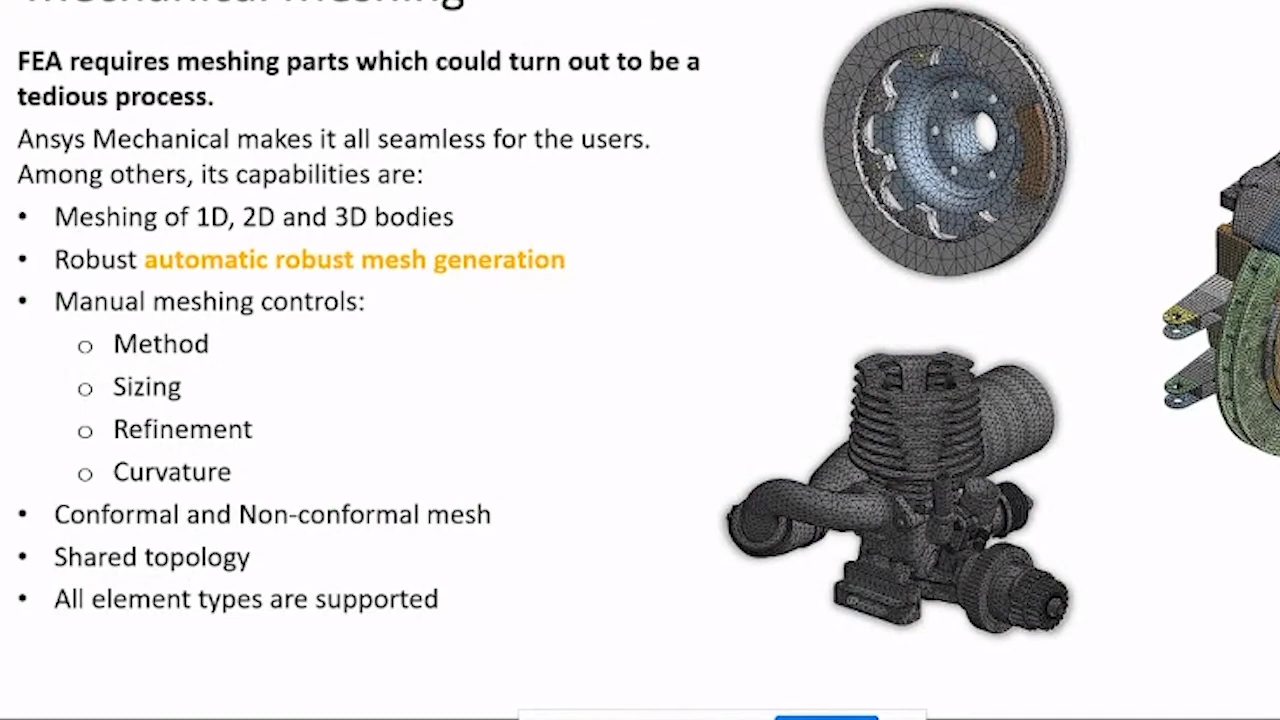 Mechanical meshing
FEA requires meshing parts which could turn out to be a
tedious process.
Ansys Mechanical makes it all seamless for the users.
Among others, its capabilities are:
• Meshing of 1D, 2D and 3D bodies
• Robust automatic robust mesh generation
• Manual meshing controls:
o Method
o Sizing
o Refinement
o Curvature
• Conformal and Non-conformal mesh
• Shared topology
• All element types are supported